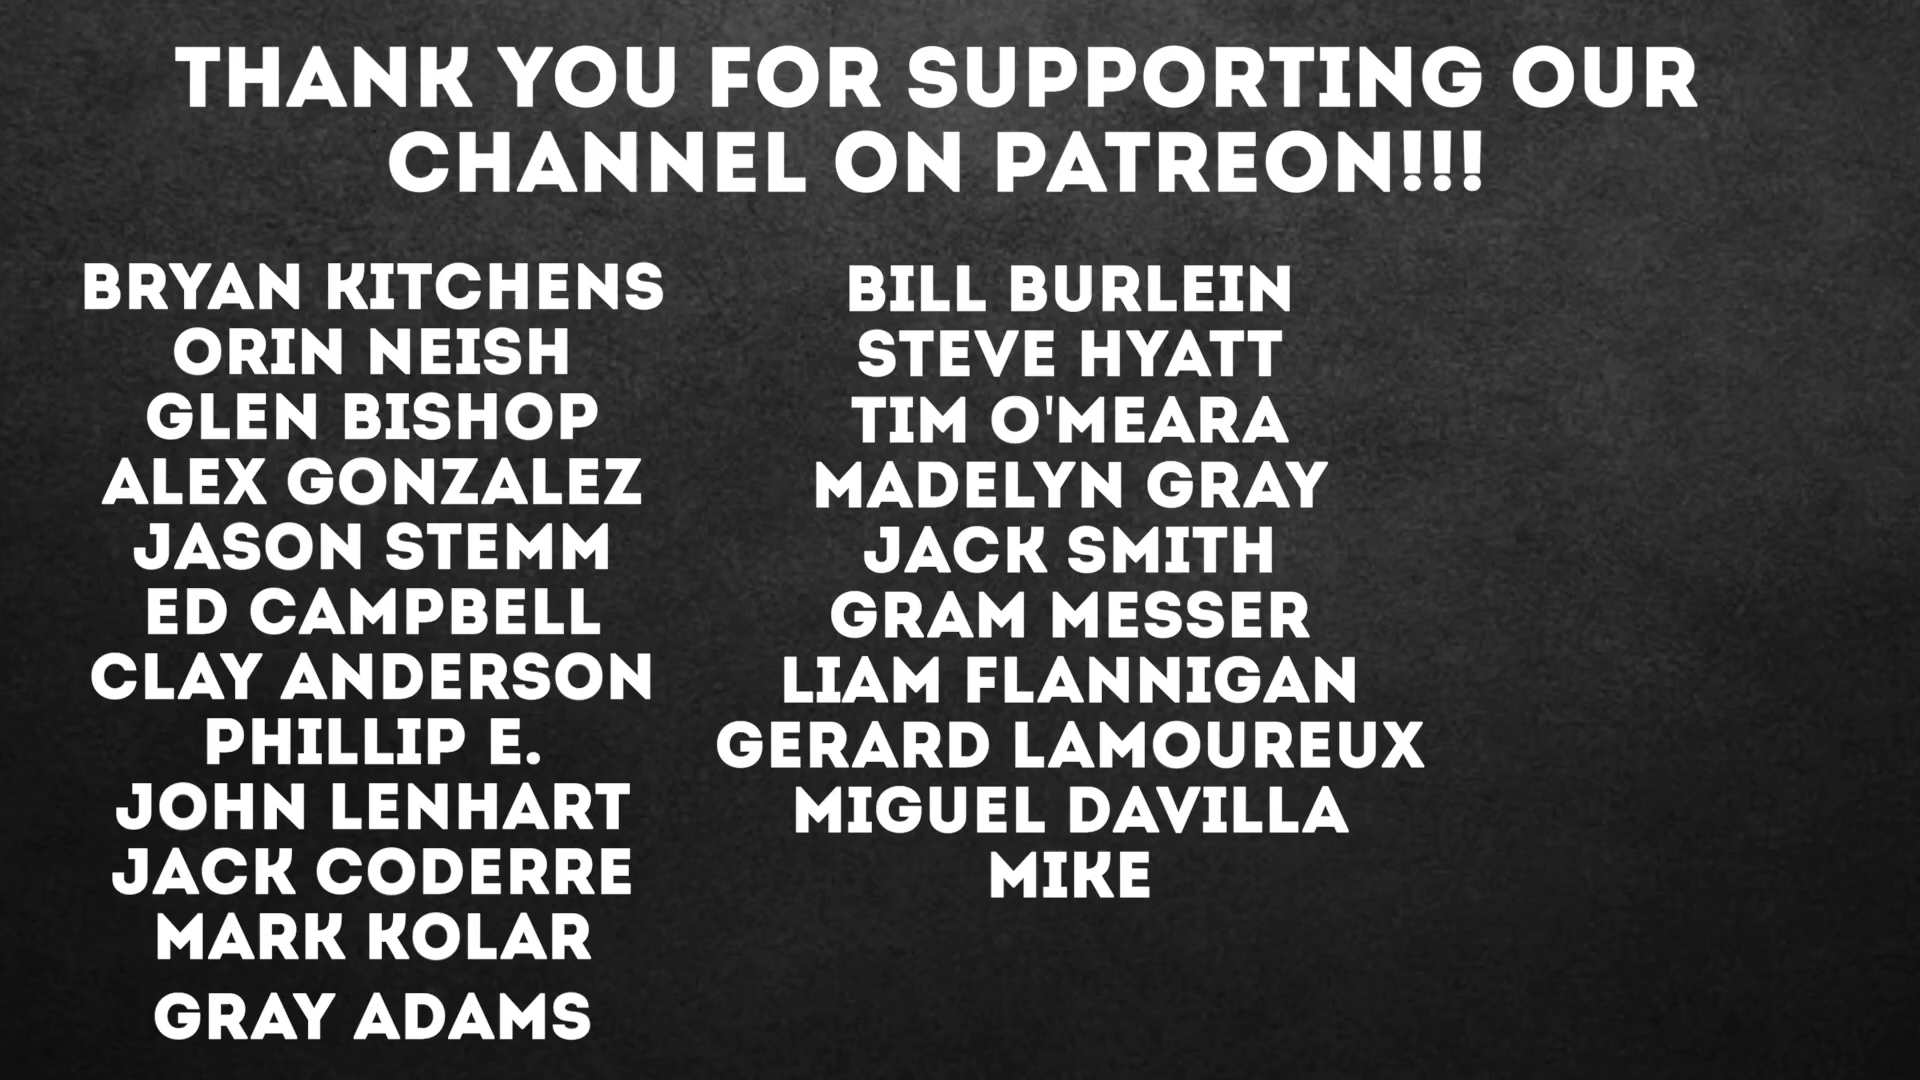 THANK YOU FOR SUPPORTING OUR
CHANNEL ON PATREON!!!
BRYAN KITCHENS
ORIN NEISH
GLEN BISHOP
ALEX GONZALEZ
JASON STEMM
ED CAMPBELL
CLAY ANDERSON
PHILLIP E.
JOHN LENHART
JACK CODERRE
MARK KOLAR
GRAY ADAMS
BILL BURLEIN
STEVE HYATT
TIM O'MEARA
MADELYN GRAY
JACK SMITH
GRAM MESSER
LIAM FLANNIGAN
GERARD LAMOUREUX
MIGUEL DAVILLA
MIKE